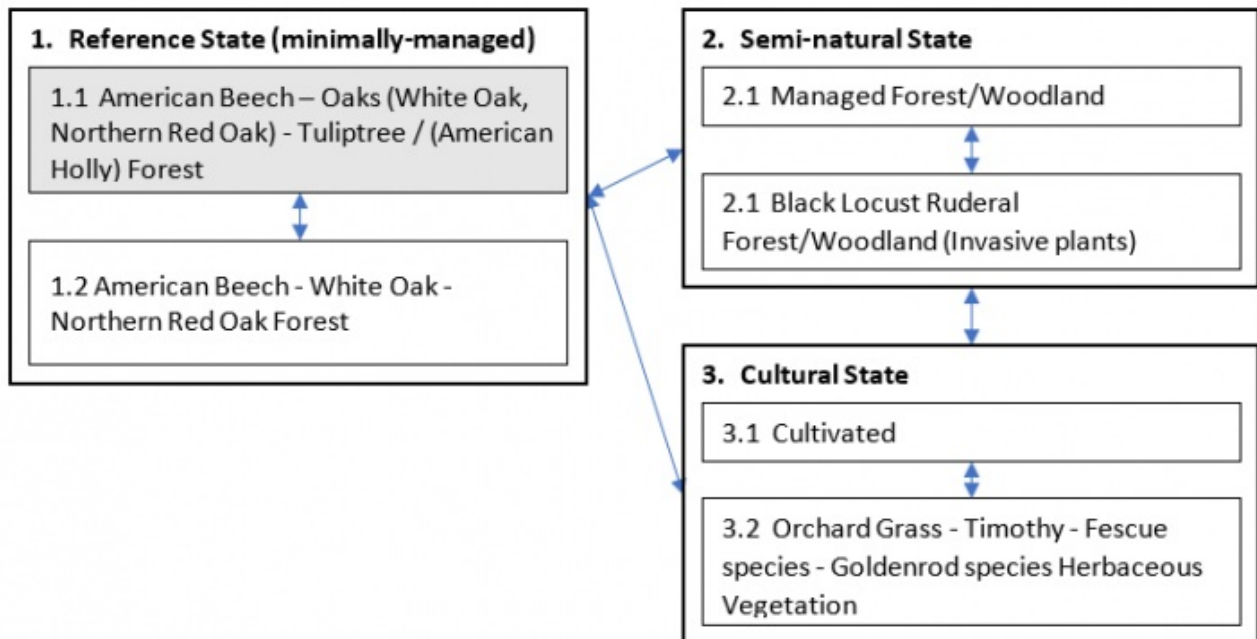 1. Reference State (minimally-managed)
1.1 American Beech – Oaks (White Oak,
Northern Red Oak) - Tuliptree / (American
Holly) Forest
1.2 American Beech - White Oak -
Northern Red Oak Forest
2. Semi-natural State
2.1 Managed Forest/Woodland
2.1 Black Locust Ruderal
Forest/Woodland (Invasive plants)
3. Cultural State
3.1 Cultivated
3.2 Orchard Grass - Timothy - Fescue
species - Goldenrod species Herbaceous
Vegetation